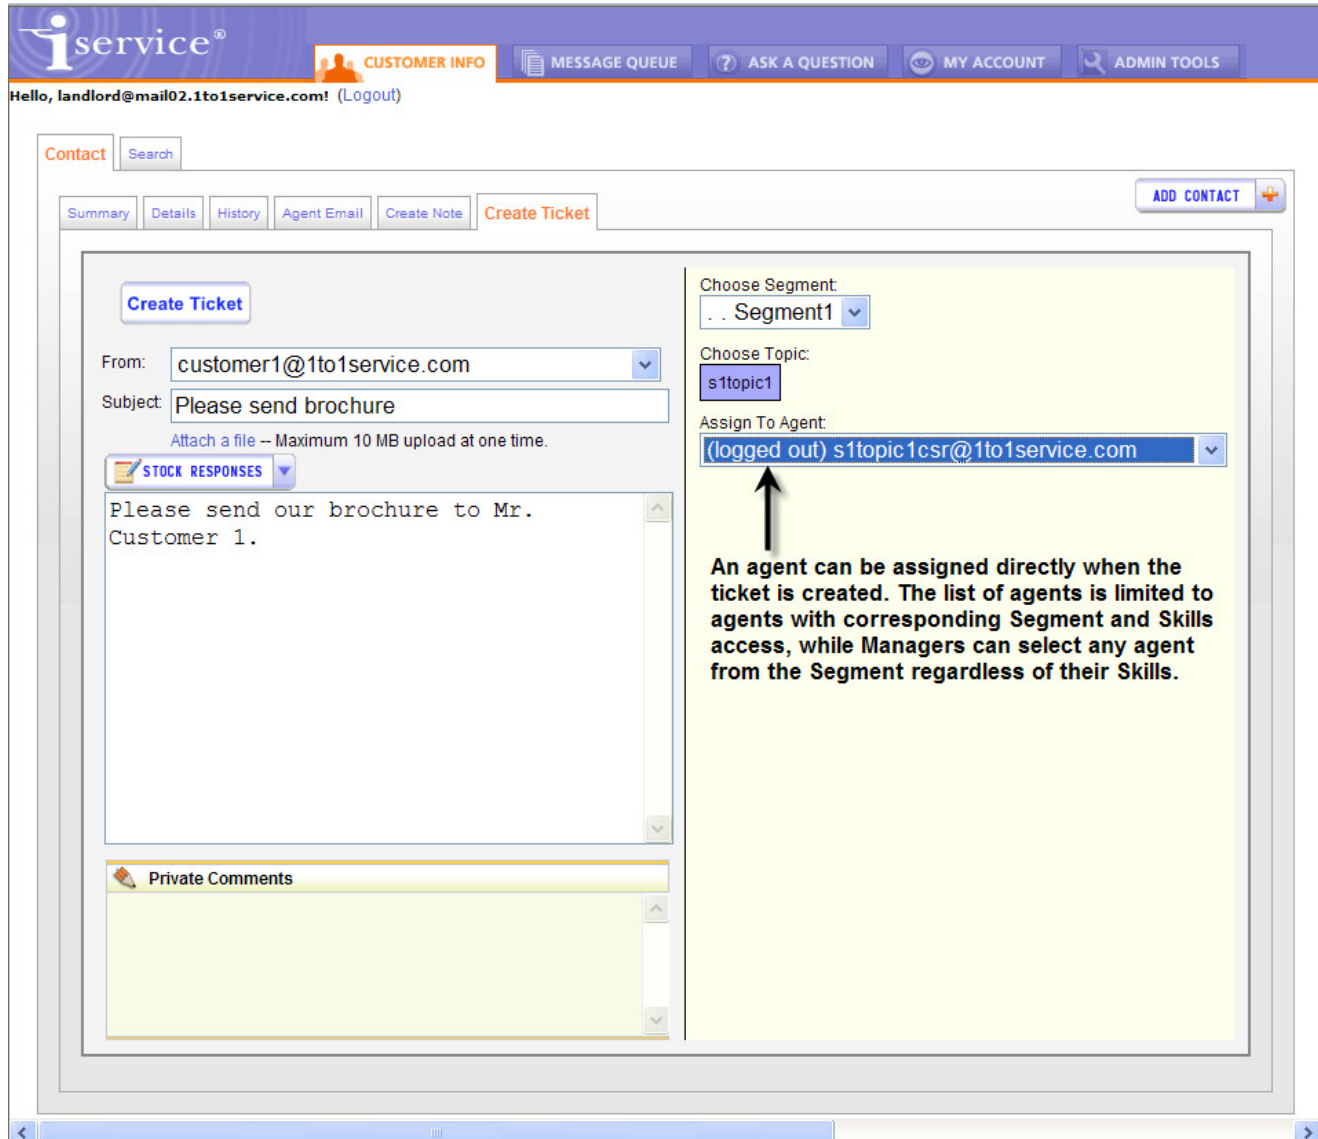 iservice®
CUSTOMER INFO
MESSAGE QUEUE
? ASK A QUESTION
MY ACCOUNT
ADMIN TOOLS
Hello, landlord@mail02.1to1service.com! (Logout)
Contact
Search
ADD CONTACT
Summary
Details
History
Agent Email
Create Note
Create Ticket
Create Ticket
From:
customer1@1to1service.com
Subject:
Please send brochure
Attach a file -- Maximum 10 MB upload at one time.
STOCK RESPONSES
Please send our brochure to Mr.
Customer 1.
Private Comments
Choose Segment:
. . Segment1
Choose Topic:
s1topic1
Assign To Agent:
(logged out) s1topic1csr@1to1service.com
An agent can be assigned directly when the
ticket is created. The list of agents is limited to
agents with corresponding Segment and Skills
access, while Managers can select any agent
from the Segment regardless of their Skills.